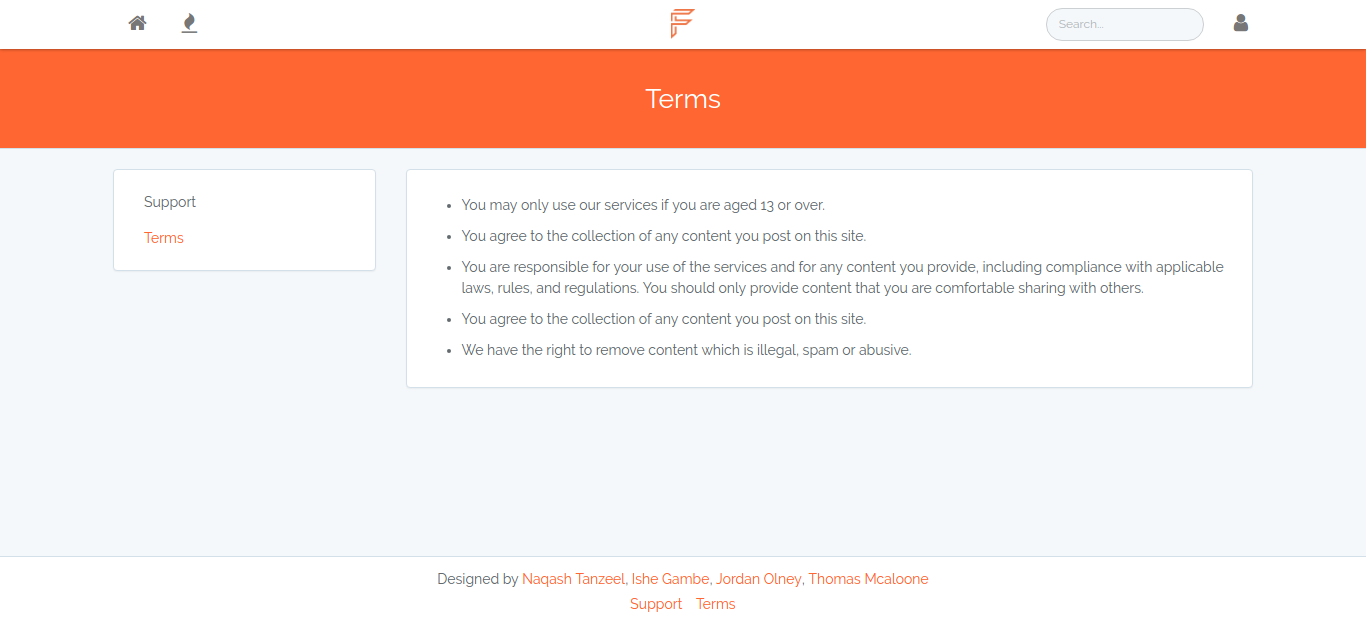 Search...
Terms
Support
Terms
• You may only use our services if you are aged 13 or over.
• You agree to the collection of any content you post on this site.
• You are responsible for your use of the services and for any content you provide, including compliance with applicable
laws, rules, and regulations. You should only provide content that you are comfortable sharing with others.
• You agree to the collection of any content you post on this site.
• We have the right to remove content which is illegal, spam or abusive.
Designed by Naqash Tanzeel, Ishe Gambe, Jordan Olney, Thomas Mcaloone
Support Terms